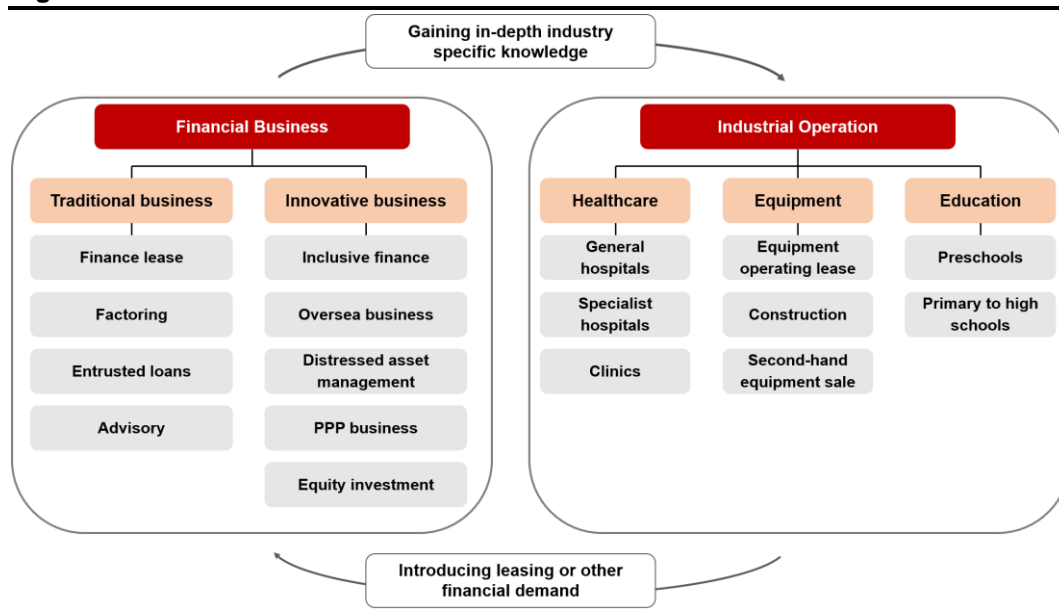 Gaining in-depth industry
specific knowledge
Financial Business
Traditional business
Finance lease
Factoring
Entrusted loans
Advisory
Innovative business
Inclusive finance
Oversea business
Distressed asset
management
PPP business
Equity investment
Industrial Operation
Healthcare
General
hospitals
Specialist
hospitals
Clinics
Equipment
Equipment
operating lease
Construction
Second-hand
equipment sale
Education
Preschools
Primary to high
schools
Introducing leasing or other
financial demand